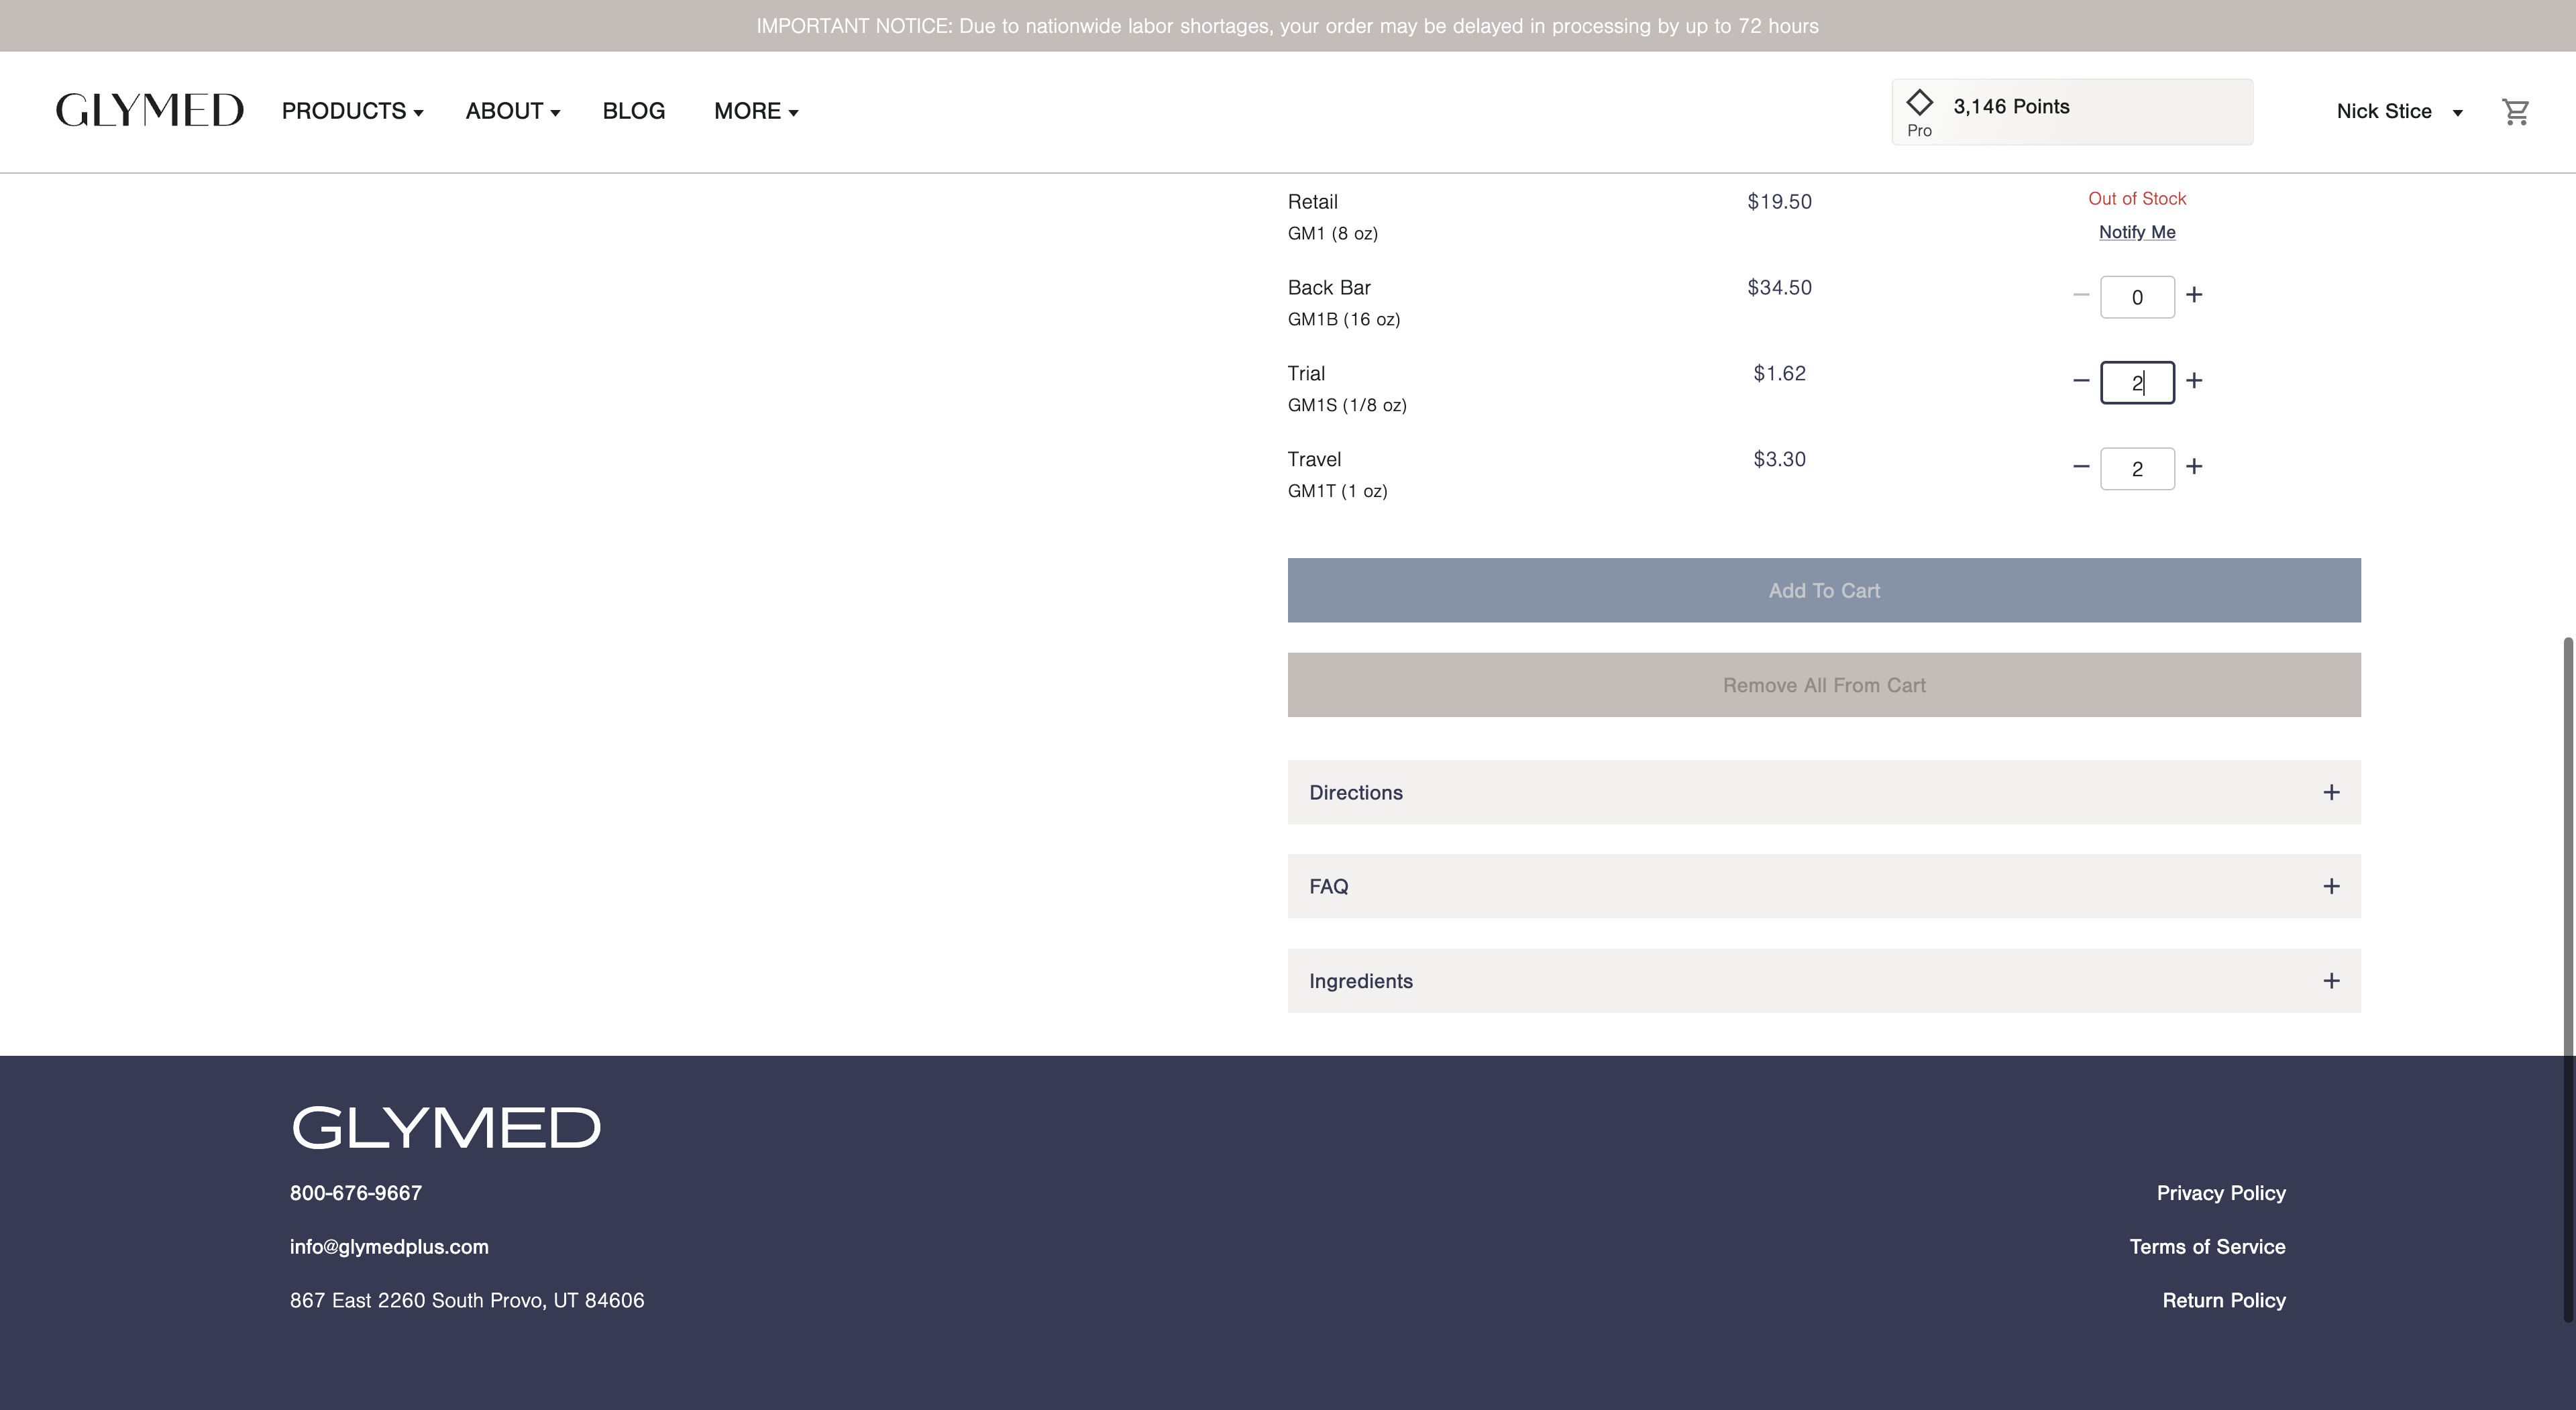 IMPORTANT NOTICE: Due to nationwide labor shortages, your order may be delayed in processing by up to 72 hours
GLYMED
PRODUCTS
ABOUT
BLOG
MORE
Pro
3,146 Points
Nick Stice
Retail
GM1 (8 oz)
$19.50
Out of Stock
Notify Me
Back Bar
GM1B (16 oz)
$34.50
0
Trial
GM1S (1/8 oz)
$1.62
2
Travel
GM1T (1 oz)
$3.30
2
Add To Cart
Remove All From Cart
Directions
FAQ
Ingredients
GLYMED
800-676-9667
info@glymedplus.com
867 East 2260 South Provo, UT 84606
Privacy Policy
Terms of Service
Return Policy